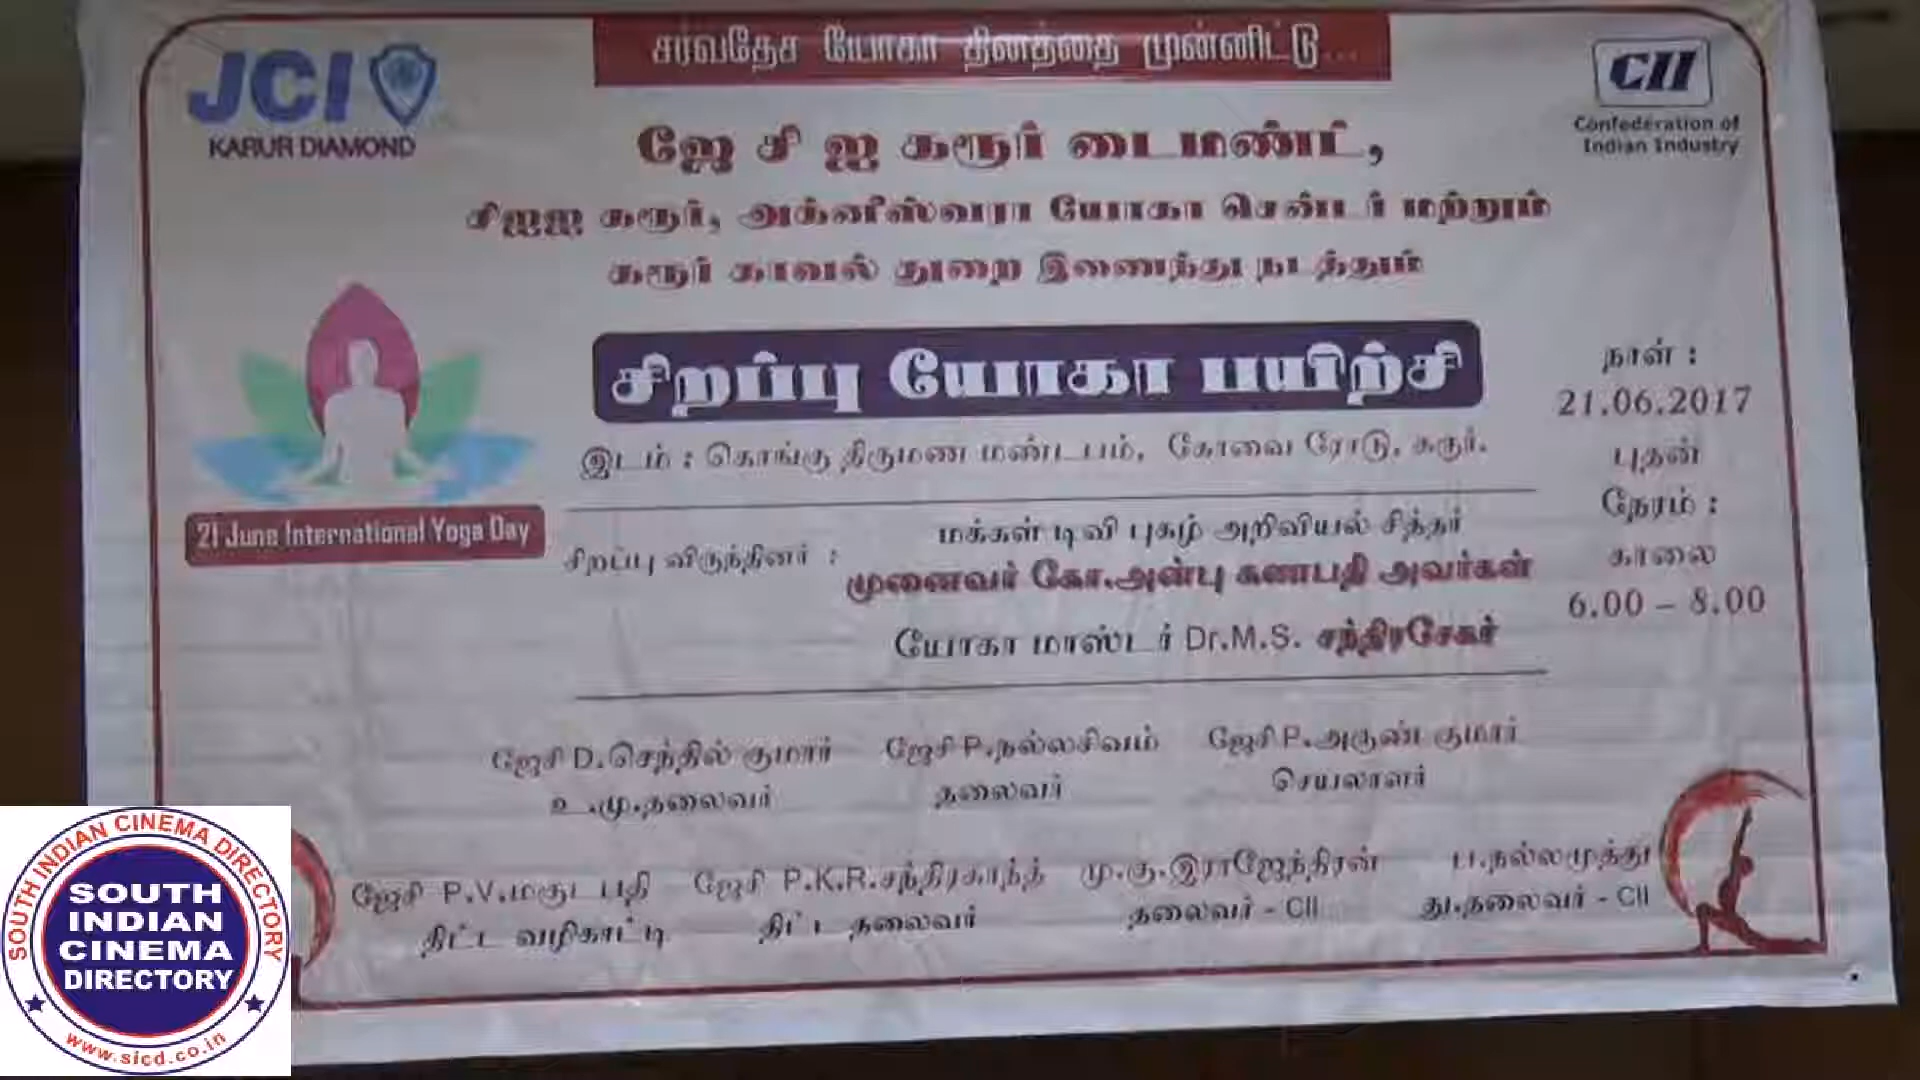 சர்வதேச யோகா தினத்தை முன்னிட்டு...
JCI
KARUR DIAMOND
CII
Confederation of
Indian Industry
ஜே சி ஐ கரூர் டைமண்ட்,
சிஐஐ கரூர், அக்னீஸ்வரா யோகா சென்டர் மற்றும்
கரூர் காவல் துறை இணைந்து நடத்தும்
சிறப்பு யோகா பயிற்சி
இடம் : கொங்கு திருமண மண்டபம், கோவை ரோடு, கரூர்.
நாள் :
21.06.2017
புதன்
நேரம் :
காலை
6.00 – 8.00
21 June International Yoga Day
சிறப்பு விருந்தினர் :
மக்கள் டிவி புகழ் அறிவியல் சித்தர்
முனைவர் கோ.அன்பு கணபதி அவர்கள்
யோகா மாஸ்டர் Dr.M.S. சந்திரசேகர்
ஜேசி D.செந்தில் குமார் ஜேசி P.நல்லசிவம் ஜேசி P.அருண் குமார்
உ.மு.தலைவர் தலைவர் செயலாளர்
ஜேசி P.V.மகுடபதி ஜேசி P.K.R.சந்திரகாந்த் மு.கு.இராஜேந்திரன் ப.நல்லமுத்து
திட்ட வழிகாட்டி திட்ட தலைவர் தலைவர் - CII து.தலைவர் - CII
SOUTH INDIAN CINEMA DIRECTORY
SOUTH
INDIAN
CINEMA
DIRECTORY
www.sicd.co.in